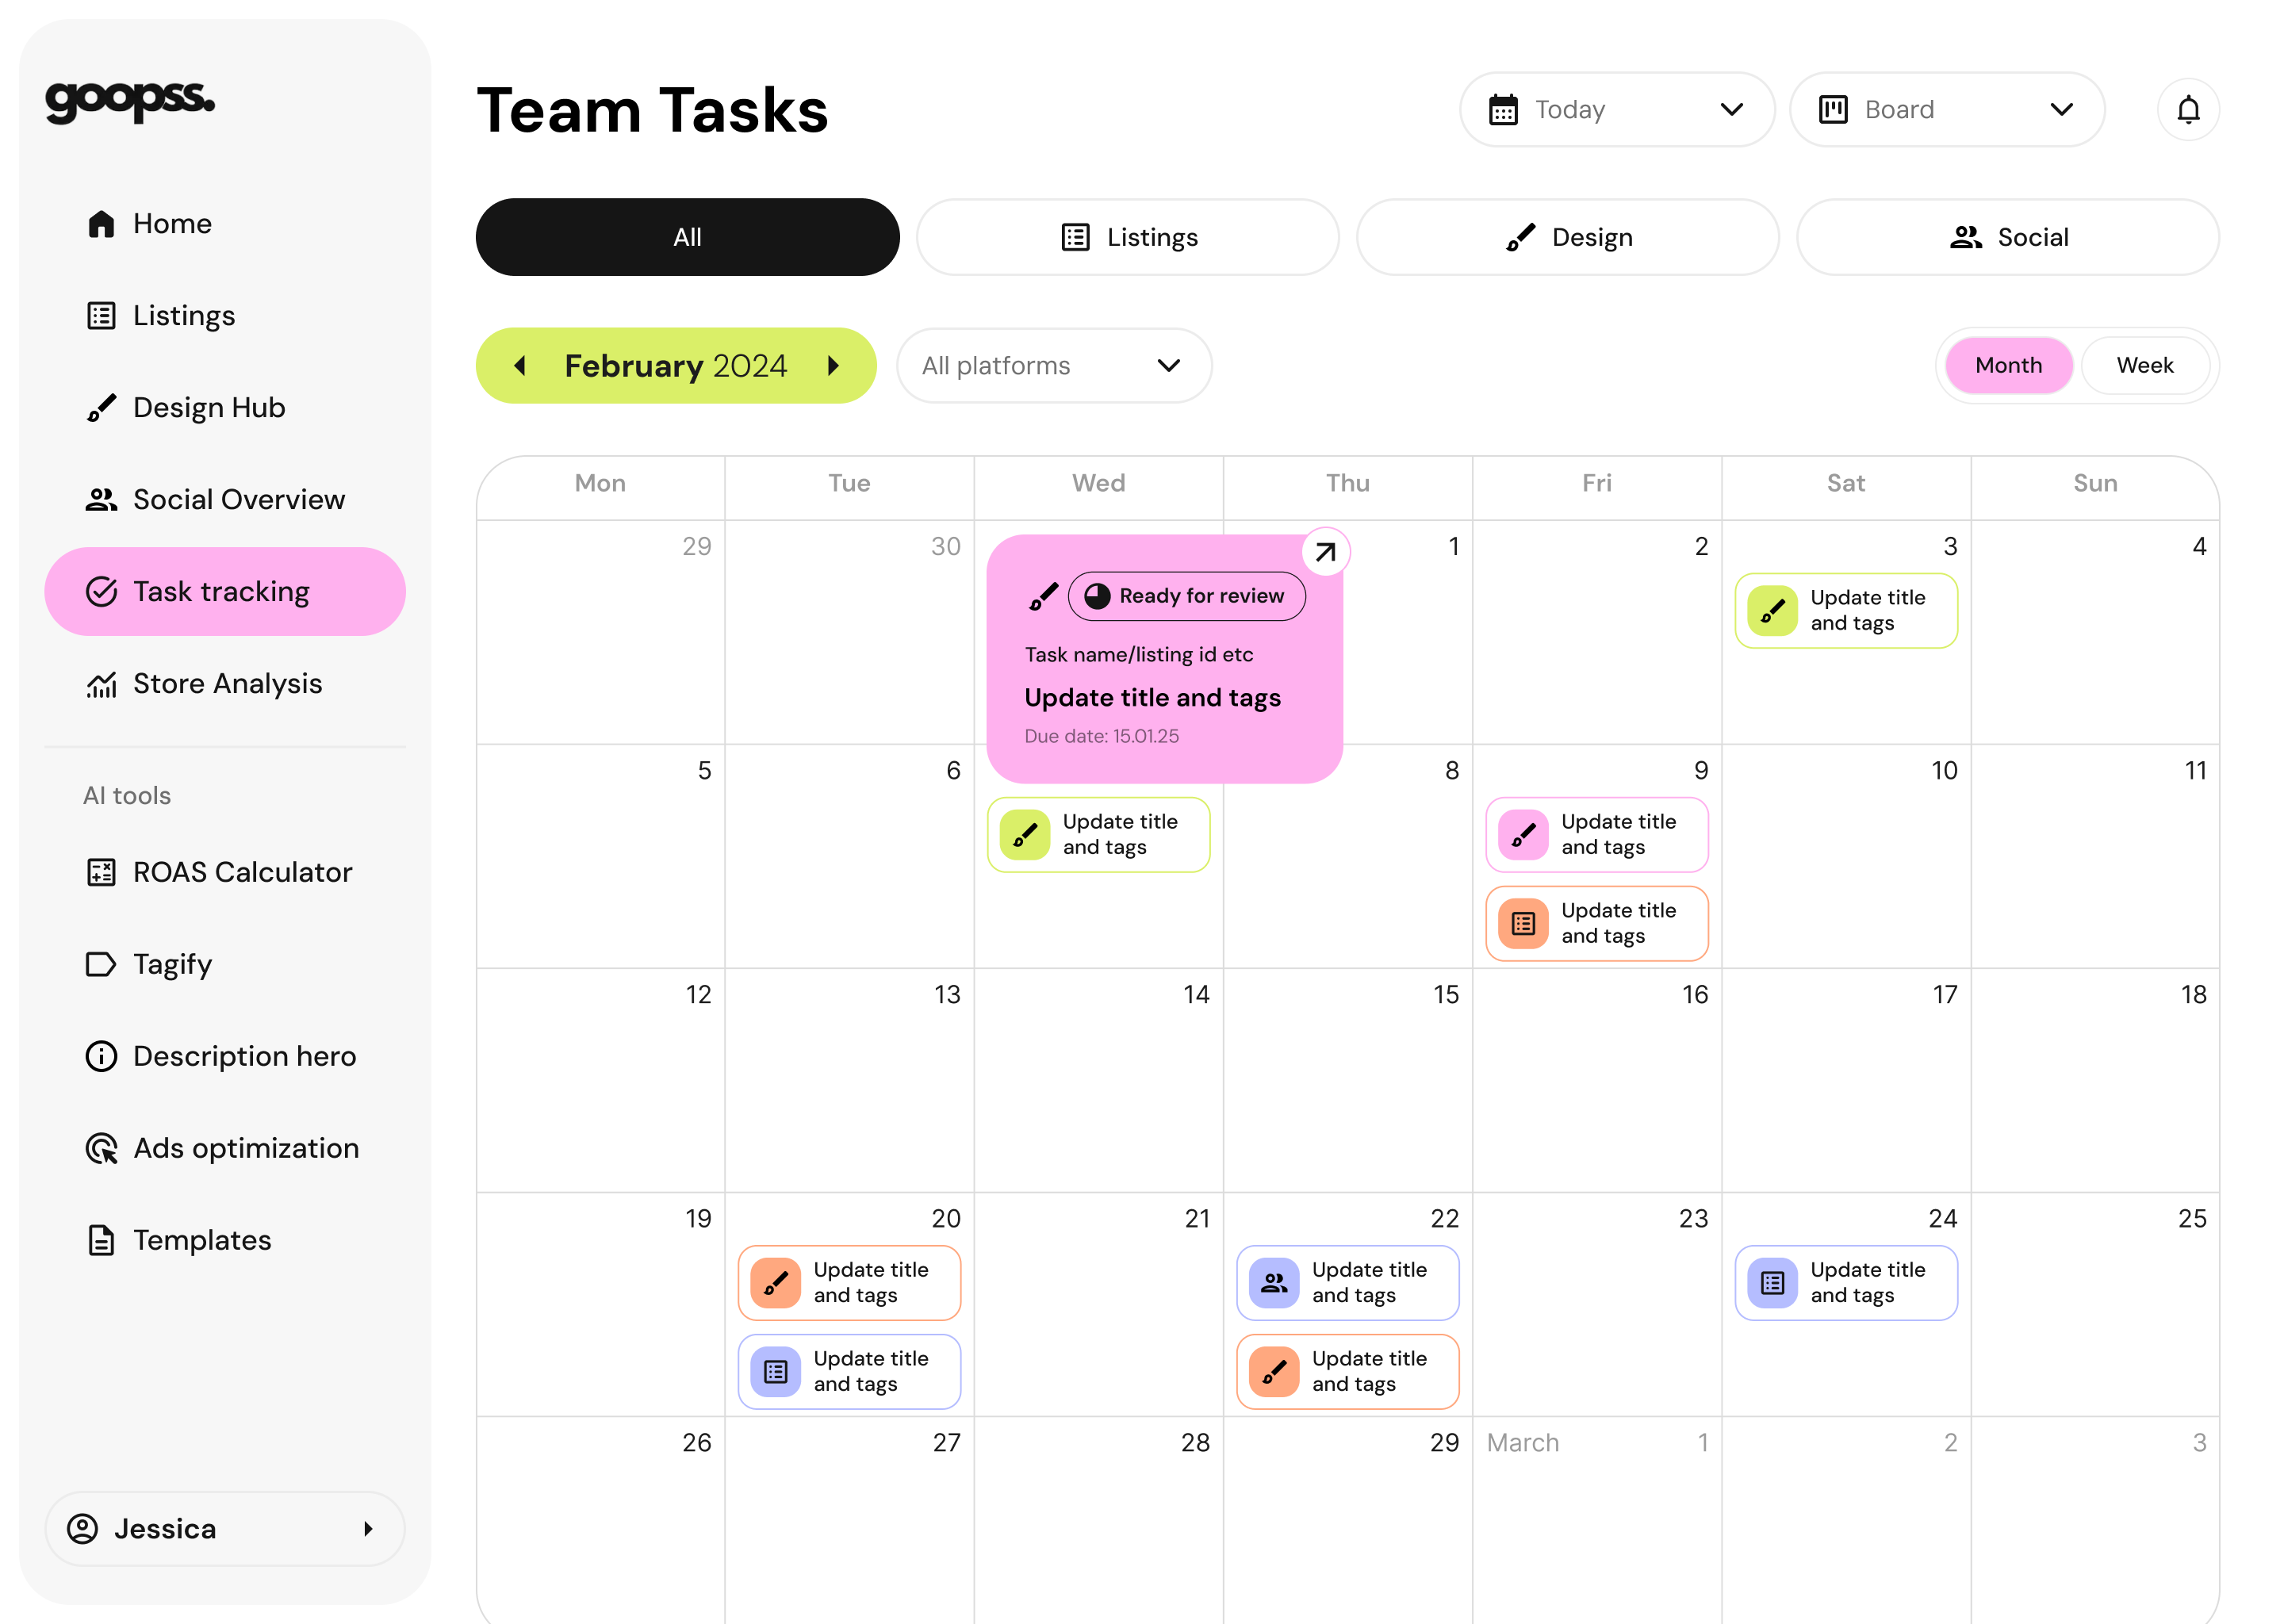 goopss.
Home
Listings
Design Hub
Social Overview
Task tracking
Store Analysis
AI tools
ROAS Calculator
Tagify
Description hero
Ads optimization
Templates
Jessica
Team Tasks
Today
Board
All
Listings
Design
Social
February 2024
All platforms
Month
Week
Mon Tue Wed Thu Fri Sat Sun
29 30 1 2 3 4
Ready for review
Task name/listing id etc
Update title and tags
Due date: 15.01.25
Update title
and tags
5 6 8 9 10 11
Update title
and tags
Update title
and tags
Update title
and tags
12 13 14 15 16 17 18
19 20 21 22 23 24 25
Update title
and tags
Update title
and tags
Update title
and tags
Update title
and tags
Update title
and tags
26 27 28 29 March 1 2 3